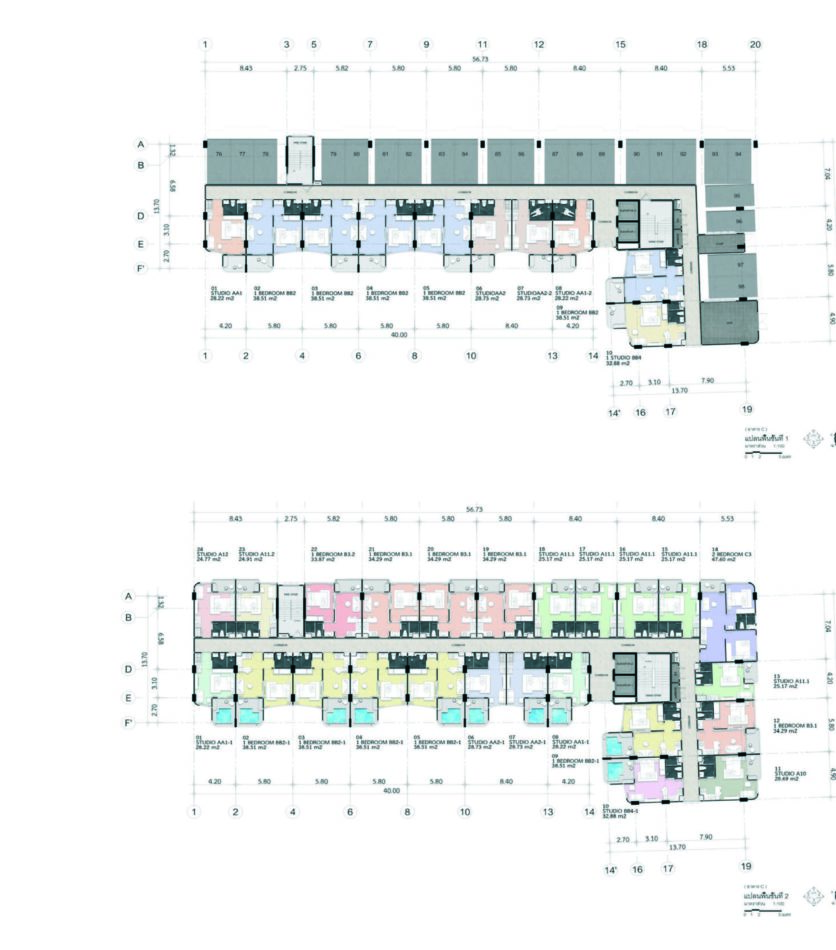 1 3 5 7 9 11 12 15 18 20
56.73
8.43 2.75 5.82 5.80 5.80 5.80 8.40 8.40 5.53
A
B
D
E
F'
1.52
6.58
13.70
3.10
2.70
7.04
4.20
5.80
4.90
76 77 78 79 80 81 82 83 84 85 86 87 88 89 90 91 92 93 94
95
96
97
98
CORRIDOR
01
STUDIO AA1
28.22 m2
02
1 BEDROOM BB2
38.51 m2
03
1 BEDROOM BB2
38.51 m2
04
1 BEDROOM BB2
38.51 m2
05
1 BEDROOM BB2
38.51 m2
06
STUDIOAA2
28.73 m2
07
STUDIOAA2-2
28.73 m2
08
STUDIO AA1-2
28.22 m2
09
1 BEDROOM BB2
38.51 m2
10
1 STUDIO BB4
32.88 m2
4.20 5.80 5.80 5.80 5.80 8.40 4.20
40.00
1 2 4 6 8 10 13 14
2.70 3.10 7.90
13.70
14' 16 17 19
แปลนพื้นชั้นที่ 1
56.73
8.43 2.75 5.82 5.80 5.80 5.80 8.40 8.40 5.53
24
STUDIO A12
24.77 m2
23
STUDIO A11.2
24.91 m2
22
1 BEDROOM B3.2
33.87 m2
21
1 BEDROOM B3.1
34.29 m2
20
1 BEDROOM B3.1
34.29 m2
19
1 BEDROOM B3.1
34.29 m2
18
STUDIO A11.1
25.17 m2
17
STUDIO A11.1
25.17 m2
16
STUDIO A11.1
25.17 m2
15
STUDIO A11.1
25.17 m2
2 BEDROOM C3
47.60 m2
A
B
D
E
F'
1.52
6.58
13.70
3.10
2.70
7.04
4.20
5.80
4.90
CORRIDOR
13
STUDIO A11.1
25.17 m2
12
1 BEDROOM B3.1
34.29 m2
11
STUDIO A10
28.69 m2
01
STUDIO AA1-1
28.22 m2
02
1 BEDROOM BB2-1
38.51 m2
03
1 BEDROOM BB2-1
38.51 m2
04
1 BEDROOM BB2-1
38.51 m2
05
1 BEDROOM BB2-1
38.51 m2
06
STUDIO AA2-1
28.73 m2
07
STUDIO AA2-1
28.73 m2
08
STUDIO AA1-1
28.22 m2
09
1 BEDROOM BB2-1
38.51 m2
10
STUDIO BB4-1
32.88 m2
4.20 5.80 5.80 5.80 5.80 8.40 4.20
40.00
1 2 4 6 8 10 13 14
2.70 3.10 7.90
13.70
14' 16 17 19
แปลนพื้นชั้นที่ 2